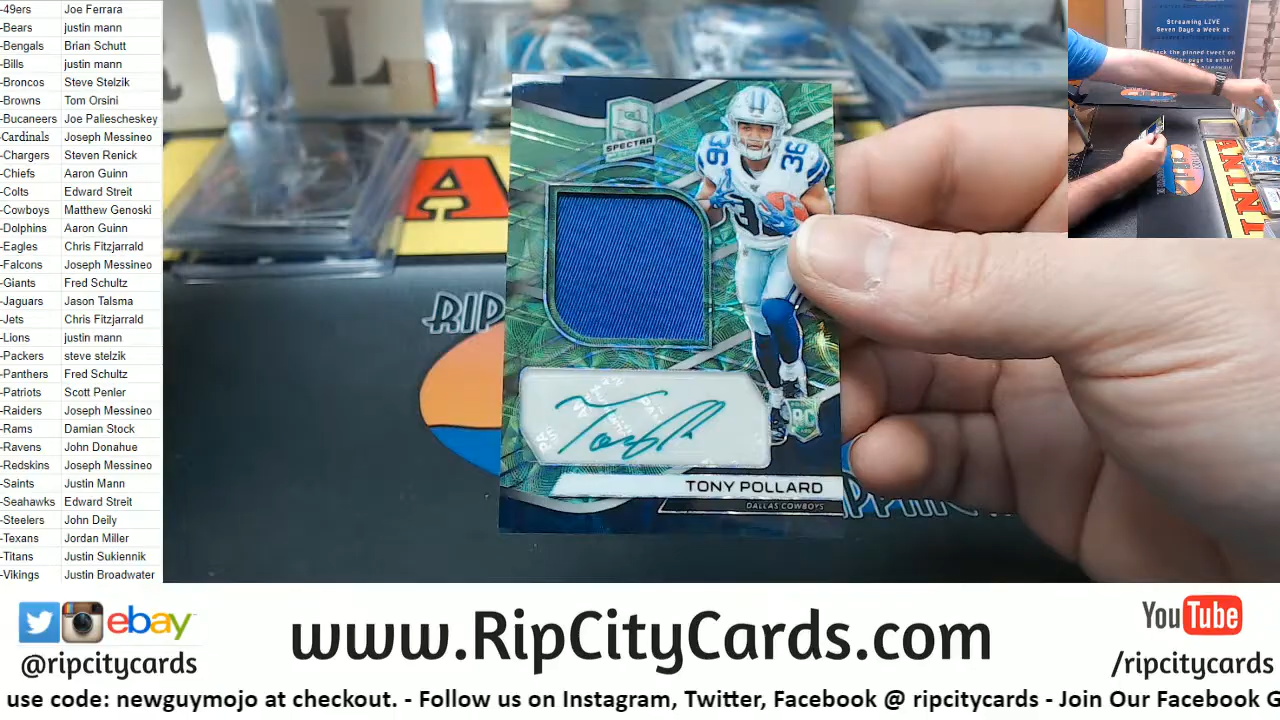 -49ers Joe Ferrara
-Bears justin mann
-Bengals Brian Schutt
-Bills justin mann
-Broncos Steve Stelzik
-Browns Tom Orsini
-Bucaneers Joe Paliescheskey
-Cardinals Joseph Messineo
-Chargers Steven Renick
-Chiefs Aaron Guinn
-Colts Edward Streit
-Cowboys Matthew Genoski
-Dolphins Aaron Guinn
-Eagles Chris Fitzjarrald
-Falcons Joseph Messineo
-Giants Fred Schultz
-Jaguars Jason Talsma
-Jets Chris Fitzjarrald
-Lions justin mann
-Packers steve stelzik
-Panthers Fred Schultz
-Patriots Scott Penler
-Raiders Joseph Messineo
-Rams Damian Stock
-Ravens John Donahue
-Redskins Joseph Messineo
-Saints Justin Mann
-Seahawks Edward Streit
-Steelers John Deily
-Texans Jordan Miller
-Titans Justin Suklennik
-Vikings Justin Broadwater
Streaming LIVE
Seven Days a Week at
SPECTRA
36 36
RIP
RC
TONY POLLARD
DALLAS COWBOYS
ebay
@ripcitycards
www.RipCityCards.com
YouTube
/ripcitycards
use code: newguymojo at checkout. - Follow us on Instagram, Twitter, Facebook @ ripcitycards - Join Our Facebook G